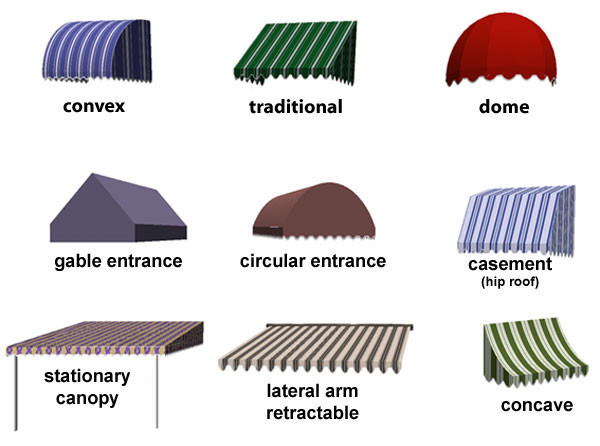 convex
traditional
dome
gable entrance
circular entrance
casement
(hip roof)
stationary
canopy
lateral arm
retractable
concave